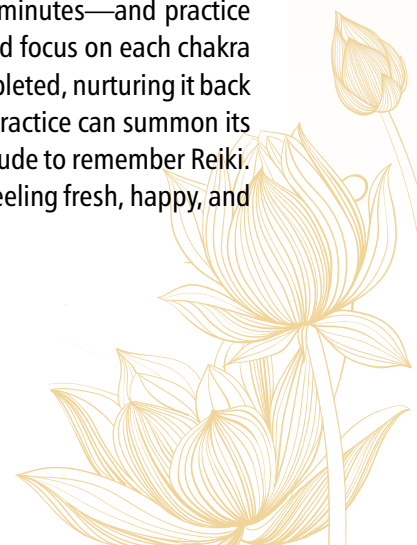 minutes—and practice
d focus on each chakra
pleted, nurturing it back
ractice can summon its
ude to remember Reiki.
eeling fresh, happy, and